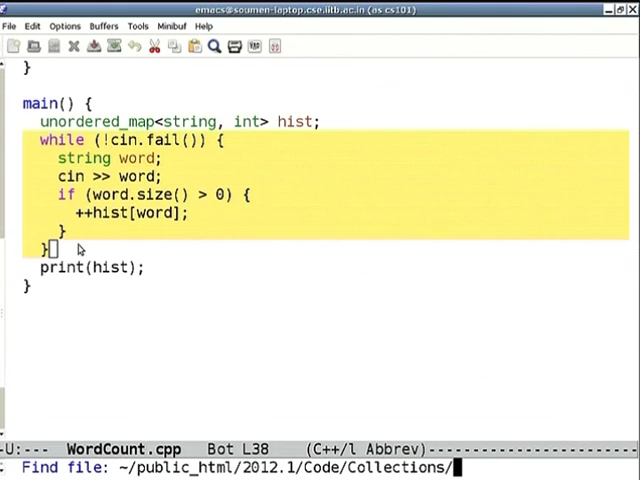 emacs@soumen-laptop.cse.iitb.ac.in (as cs101)
File Edit Options Buffers Tools Minibuf Help
}
main() {
unordered_map<string, int> hist;
while (!cin.fail()) {
string word;
cin >> word;
if (word.size() > 0) {
++hist[word];
}
}
print(hist);
}
-U:--- WordCount.cpp Bot L38 (C++/l Abbrev)
Find file: ~/public_html/2012.1/Code/Collections/